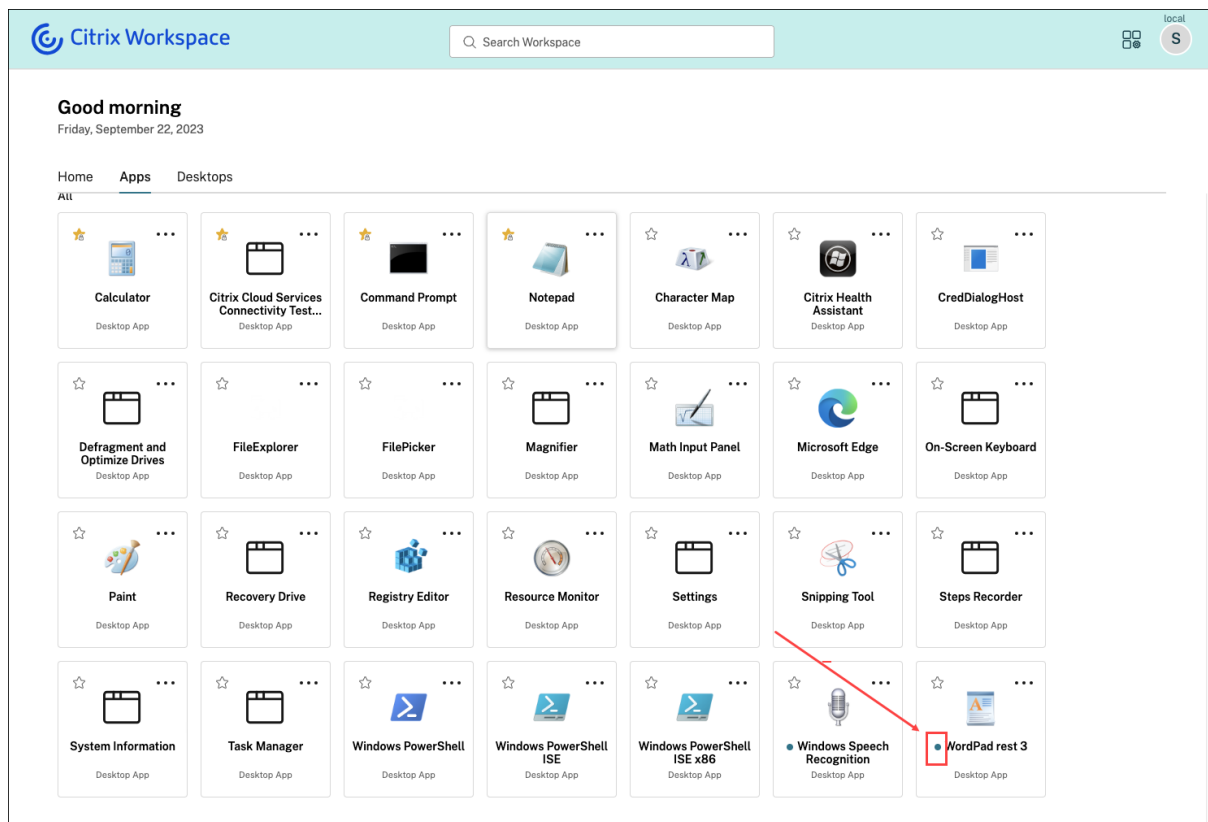 local
Citrix Workspace
Search Workspace
S
Good morning
Friday, September 22, 2023
Home Apps Desktops
All
Calculator
Desktop App
Citrix Cloud Services
Connectivity Test...
Desktop App
Command Prompt
Desktop App
Notepad
Desktop App
Character Map
Desktop App
Citrix Health
Assistant
Desktop App
CredDialogHost
Desktop App
Defragment and
Optimize Drives
Desktop App
FileExplorer
Desktop App
FilePicker
Desktop App
Magnifier
Desktop App
Math Input Panel
Desktop App
Microsoft Edge
Desktop App
On-Screen Keyboard
Desktop App
Paint
Desktop App
Recovery Drive
Desktop App
Registry Editor
Desktop App
Resource Monitor
Desktop App
Settings
Desktop App
Snipping Tool
Desktop App
Steps Recorder
Desktop App
System Information
Desktop App
Task Manager
Desktop App
Windows PowerShell
Desktop App
Windows PowerShell
ISE
Desktop App
Windows PowerShell
ISE x86
Desktop App
Windows Speech
Recognition
Desktop App
WordPad rest 3
Desktop App